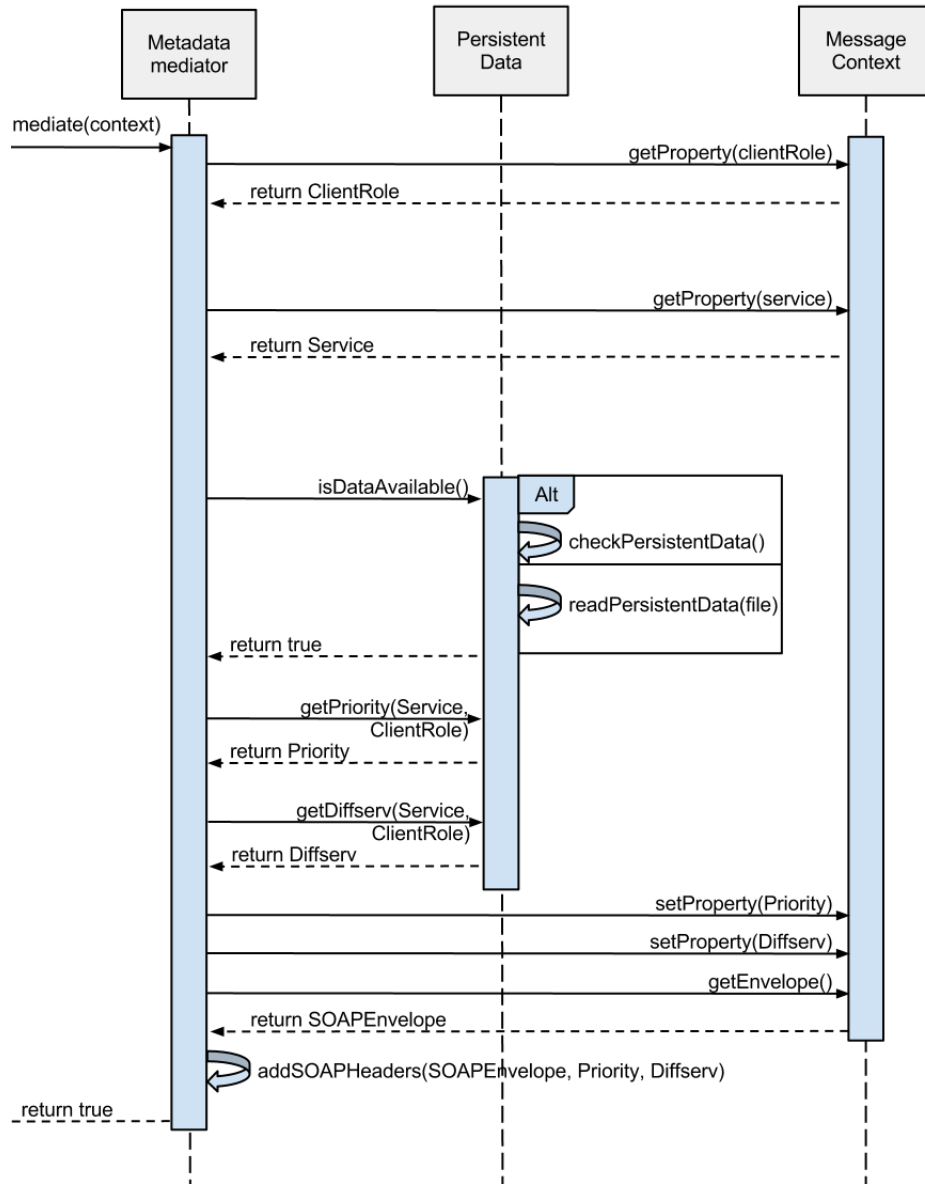 Metadata
mediator
Persistent
Data
Message
Context
mediate(context)
getProperty(clientRole)
return ClientRole
getProperty(service)
return Service
isDataAvailable()
Alt
checkPersistentData()
readPersistentData(file)
return true
getPriority(Service,
ClientRole)
return Priority
getDiffserv(Service,
ClientRole)
return Diffserv
setProperty(Priority)
setProperty(Diffserv)
getEnvelope()
return SOAPEnvelope
addSOAPHeaders(SOAPEnvelope, Priority, Diffserv)
return true